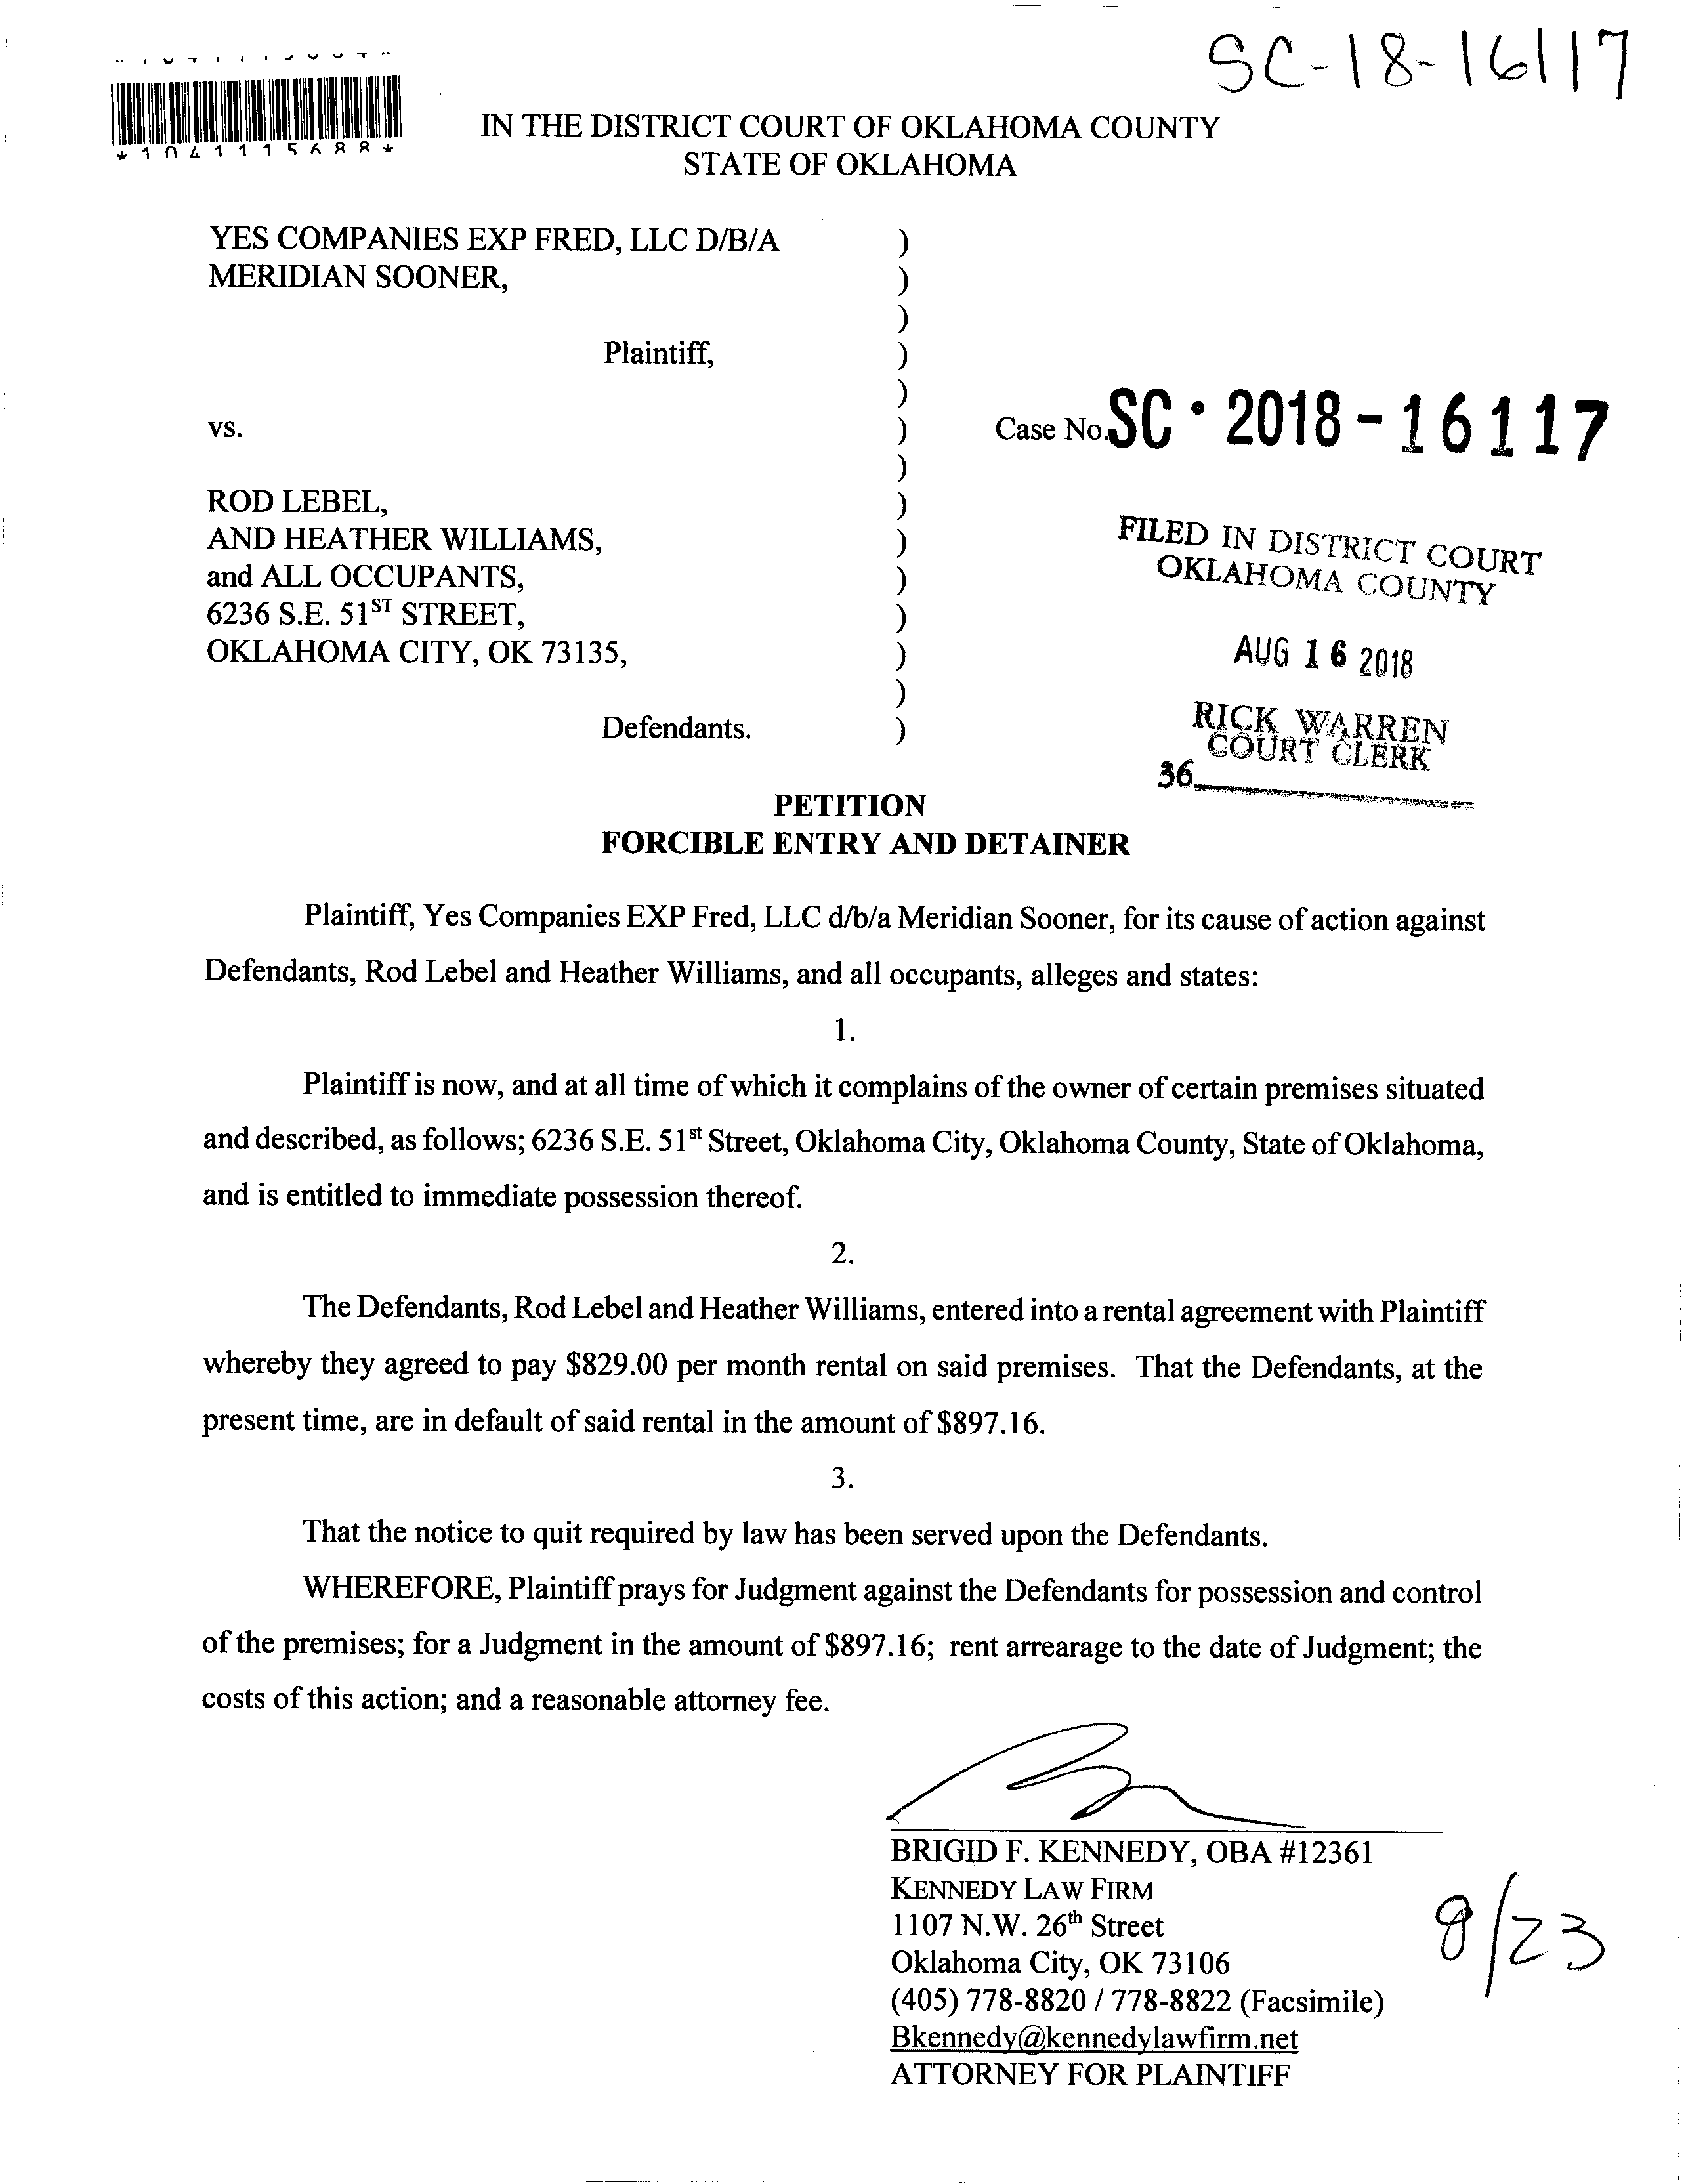 SC-18-16117
*1041115688*
IN THE DISTRICT COURT OF OKLAHOMA COUNTY
STATE OF OKLAHOMA
YES COMPANIES EXP FRED, LLC D/B/A )
MERIDIAN SOONER, )
)
Plaintiff, )
)
vs. ) Case No. SC • 2018-16117
)
ROD LEBEL, )
AND HEATHER WILLIAMS, )
and ALL OCCUPANTS, )
6236 S.E. 51ST STREET, )
OKLAHOMA CITY, OK 73135, )
)
Defendants. )
FILED IN DISTRICT COURT
OKLAHOMA COUNTY
AUG 16 2018
RICK WARREN
COURT CLERK
36
PETITION
FORCIBLE ENTRY AND DETAINER
Plaintiff, Yes Companies EXP Fred, LLC d/b/a Meridian Sooner, for its cause of action against
Defendants, Rod Lebel and Heather Williams, and all occupants, alleges and states:
1.
Plaintiff is now, and at all time of which it complains of the owner of certain premises situated
and described, as follows; 6236 S.E. 51st Street, Oklahoma City, Oklahoma County, State of Oklahoma,
and is entitled to immediate possession thereof.
2.
The Defendants, Rod Lebel and Heather Williams, entered into a rental agreement with Plaintiff
whereby they agreed to pay $829.00 per month rental on said premises. That the Defendants, at the
present time, are in default of said rental in the amount of $897.16.
3.
That the notice to quit required by law has been served upon the Defendants.
WHEREFORE, Plaintiff prays for Judgment against the Defendants for possession and control
of the premises; for a Judgment in the amount of $897.16; rent arrearage to the date of Judgment; the
costs of this action; and a reasonable attorney fee.
BRIGID F. KENNEDY, OBA #12361
KENNEDY LAW FIRM
1107 N.W. 26th Street
Oklahoma City, OK 73106
(405) 778-8820 / 778-8822 (Facsimile)
Bkennedy@kennedylawfirm.net
ATTORNEY FOR PLAINTIFF
8/23